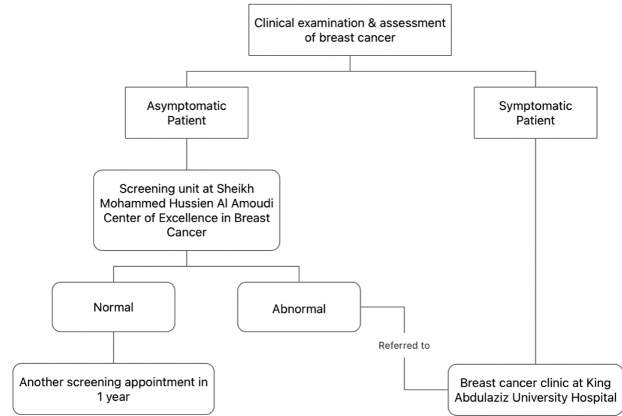 Clinical examination & assessment
of breast cancer
Asymptomatic
Patient
Symptomatic
Patient
Screening unit at Sheikh
Mohammed Hussien Al Amoudi
Center of Excellence in Breast
Cancer
Normal
Abnormal
Referred to
Another screening appointment in
1 year
Breast cancer clinic at King
Abdulaziz University Hospital